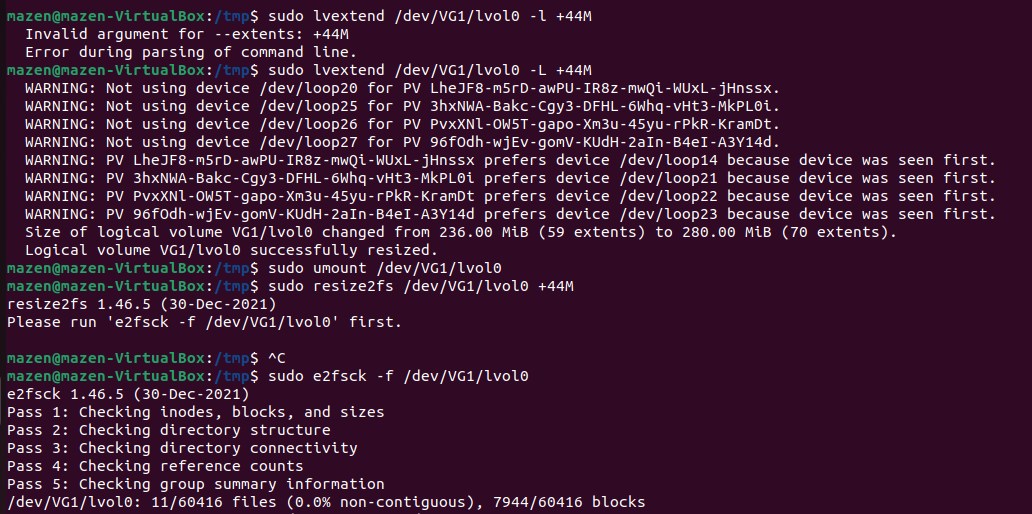 mazen@mazen-VirtualBox:/tmp$ sudo lvextend /dev/VG1/lvol0 -l +44M
  Invalid argument for --extents: +44M
  Error during parsing of command line.
mazen@mazen-VirtualBox:/tmp$ sudo lvextend /dev/VG1/lvol0 -L +44M
  WARNING: Not using device /dev/loop20 for PV LheJF8-m5rD-awPU-IR8z-mwQi-WUxL-jHnssx.
  WARNING: Not using device /dev/loop25 for PV 3hxNWA-Bakc-Cgy3-DFHL-6Whq-vHt3-MkPL0i.
  WARNING: Not using device /dev/loop26 for PV PvxXNl-OW5T-gapo-Xm3u-45yu-rPkR-KramDt.
  WARNING: Not using device /dev/loop27 for PV 96fOdh-wjEv-gomV-KUdH-2aIn-B4eI-A3Y14d.
  WARNING: PV LheJF8-m5rD-awPU-IR8z-mwQi-WUxL-jHnssx prefers device /dev/loop14 because device was seen first.
  WARNING: PV 3hxNWA-Bakc-Cgy3-DFHL-6Whq-vHt3-MkPL0i prefers device /dev/loop21 because device was seen first.
  WARNING: PV PvxXNl-OW5T-gapo-Xm3u-45yu-rPkR-KramDt prefers device /dev/loop22 because device was seen first.
  WARNING: PV 96fOdh-wjEv-gomV-KUdH-2aIn-B4eI-A3Y14d prefers device /dev/loop23 because device was seen first.
  Size of logical volume VG1/lvol0 changed from 236.00 MiB (59 extents) to 280.00 MiB (70 extents).
  Logical volume VG1/lvol0 successfully resized.
mazen@mazen-VirtualBox:/tmp$ sudo umount /dev/VG1/lvol0
mazen@mazen-VirtualBox:/tmp$ sudo resize2fs /dev/VG1/lvol0 +44M
resize2fs 1.46.5 (30-Dec-2021)
Please run 'e2fsck -f /dev/VG1/lvol0' first.
mazen@mazen-VirtualBox:/tmp$ ^C
mazen@mazen-VirtualBox:/tmp$ sudo e2fsck -f /dev/VG1/lvol0
e2fsck 1.46.5 (30-Dec-2021)
Pass 1: Checking inodes, blocks, and sizes
Pass 2: Checking directory structure
Pass 3: Checking directory connectivity
Pass 4: Checking reference counts
Pass 5: Checking group summary information
/dev/VG1/lvol0: 11/60416 files (0.0% non-contiguous), 7944/60416 blocks